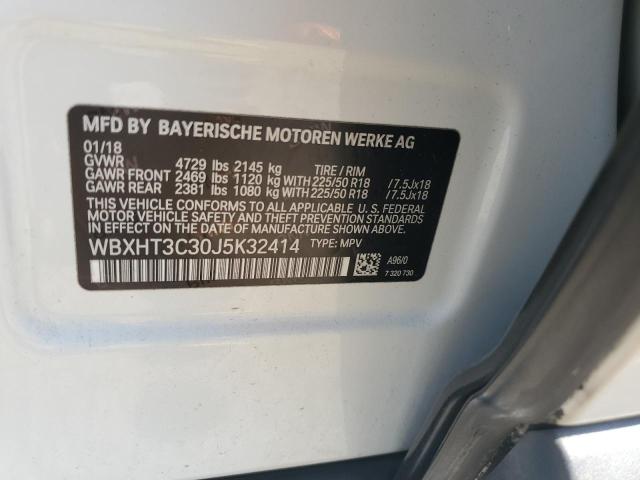 MFD BY BAYERISCHE MOTOREN WERKE AG
01/18
GVWR 4729 lbs 2145 kg TIRE / RIM
GAWR FRONT 2469 lbs 1120 kg WITH 225/50 R18 /7.5Jx18
GAWR REAR 2381 lbs 1080 kg WITH 225/50 R18 /7.5Jx18
THIS VEHICLE CONFORMS TO ALL APPLICABLE U. S. FEDERAL
MOTOR VEHICLE SAFETY AND THEFT PREVENTION STANDARDS
IN EFFECT ON THE DATE OF MANUFACTURE SHOWN ABOVE.
WBXHT3C30J5K32414 TYPE: MPV
A96/0
7 320 730